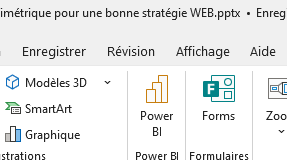 imétrique pour une bonne stratégie WEB.pptx • Enreg
Enregistrer Révision Affichage Aide
Modèles 3D
SmartArt
Graphique
Power BI
Forms
Zoo
strations Power BI Formulaires